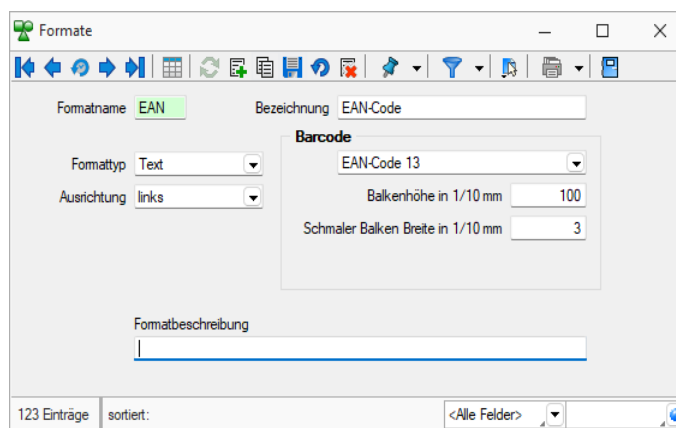 Formate
Formatname EAN Bezeichnung EAN-Code
Barcode
Formattyp Text EAN-Code 13
Ausrichtung links Balkenhöhe in 1/10 mm 100
Schmaler Balken Breite in 1/10 mm 3
Formatbeschreibung
123 Einträge sortiert: <Alle Felder>